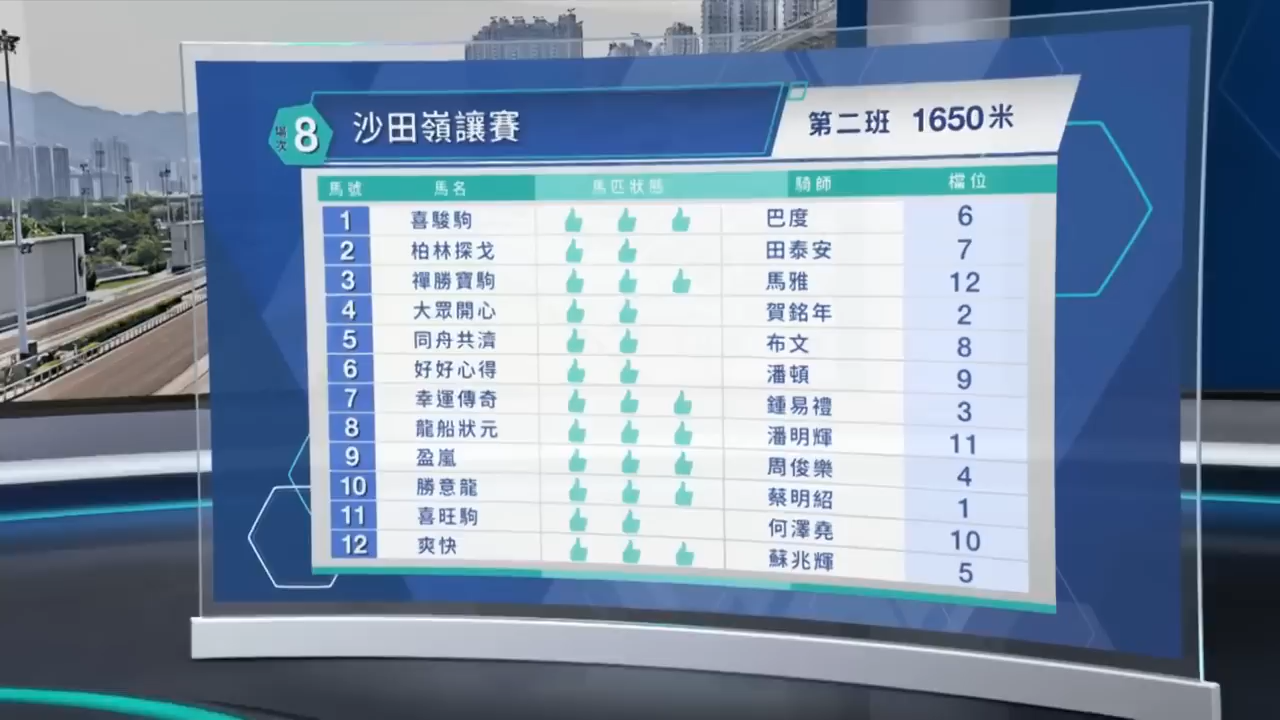 場次 8 沙田嶺讓賽 第二班 1650米
馬號 馬名 馬匹狀態 騎師 檔位
1 喜駿駒 巴度 6
2 柏林探戈 田泰安 7
3 禪勝寶駒 馬雅 12
4 大眾開心 賀銘年 2
5 同舟共濟 布文 8
6 好好心得 潘頓 9
7 幸運傳奇 鍾易禮 3
8 龍船狀元 潘明輝 11
9 盈嵐 周俊樂 4
10 勝意龍 蔡明紹 1
11 喜旺駒 何澤堯 10
12 爽快 蘇兆輝 5